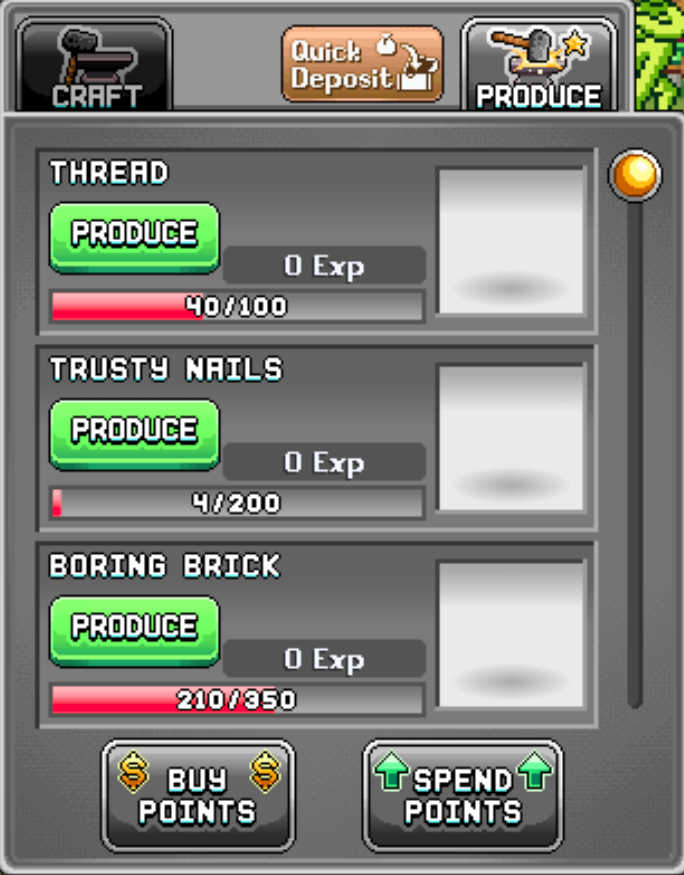 CRAFT
Quick
Deposit
PRODUCE
THREAD
PRODUCE
0 Exp
40/100
TRUSTY NAILS
PRODUCE
0 Exp
4/200
BORING BRICK
PRODUCE
0 Exp
210/350
$ BUY $
POINTS
SPEND
POINTS